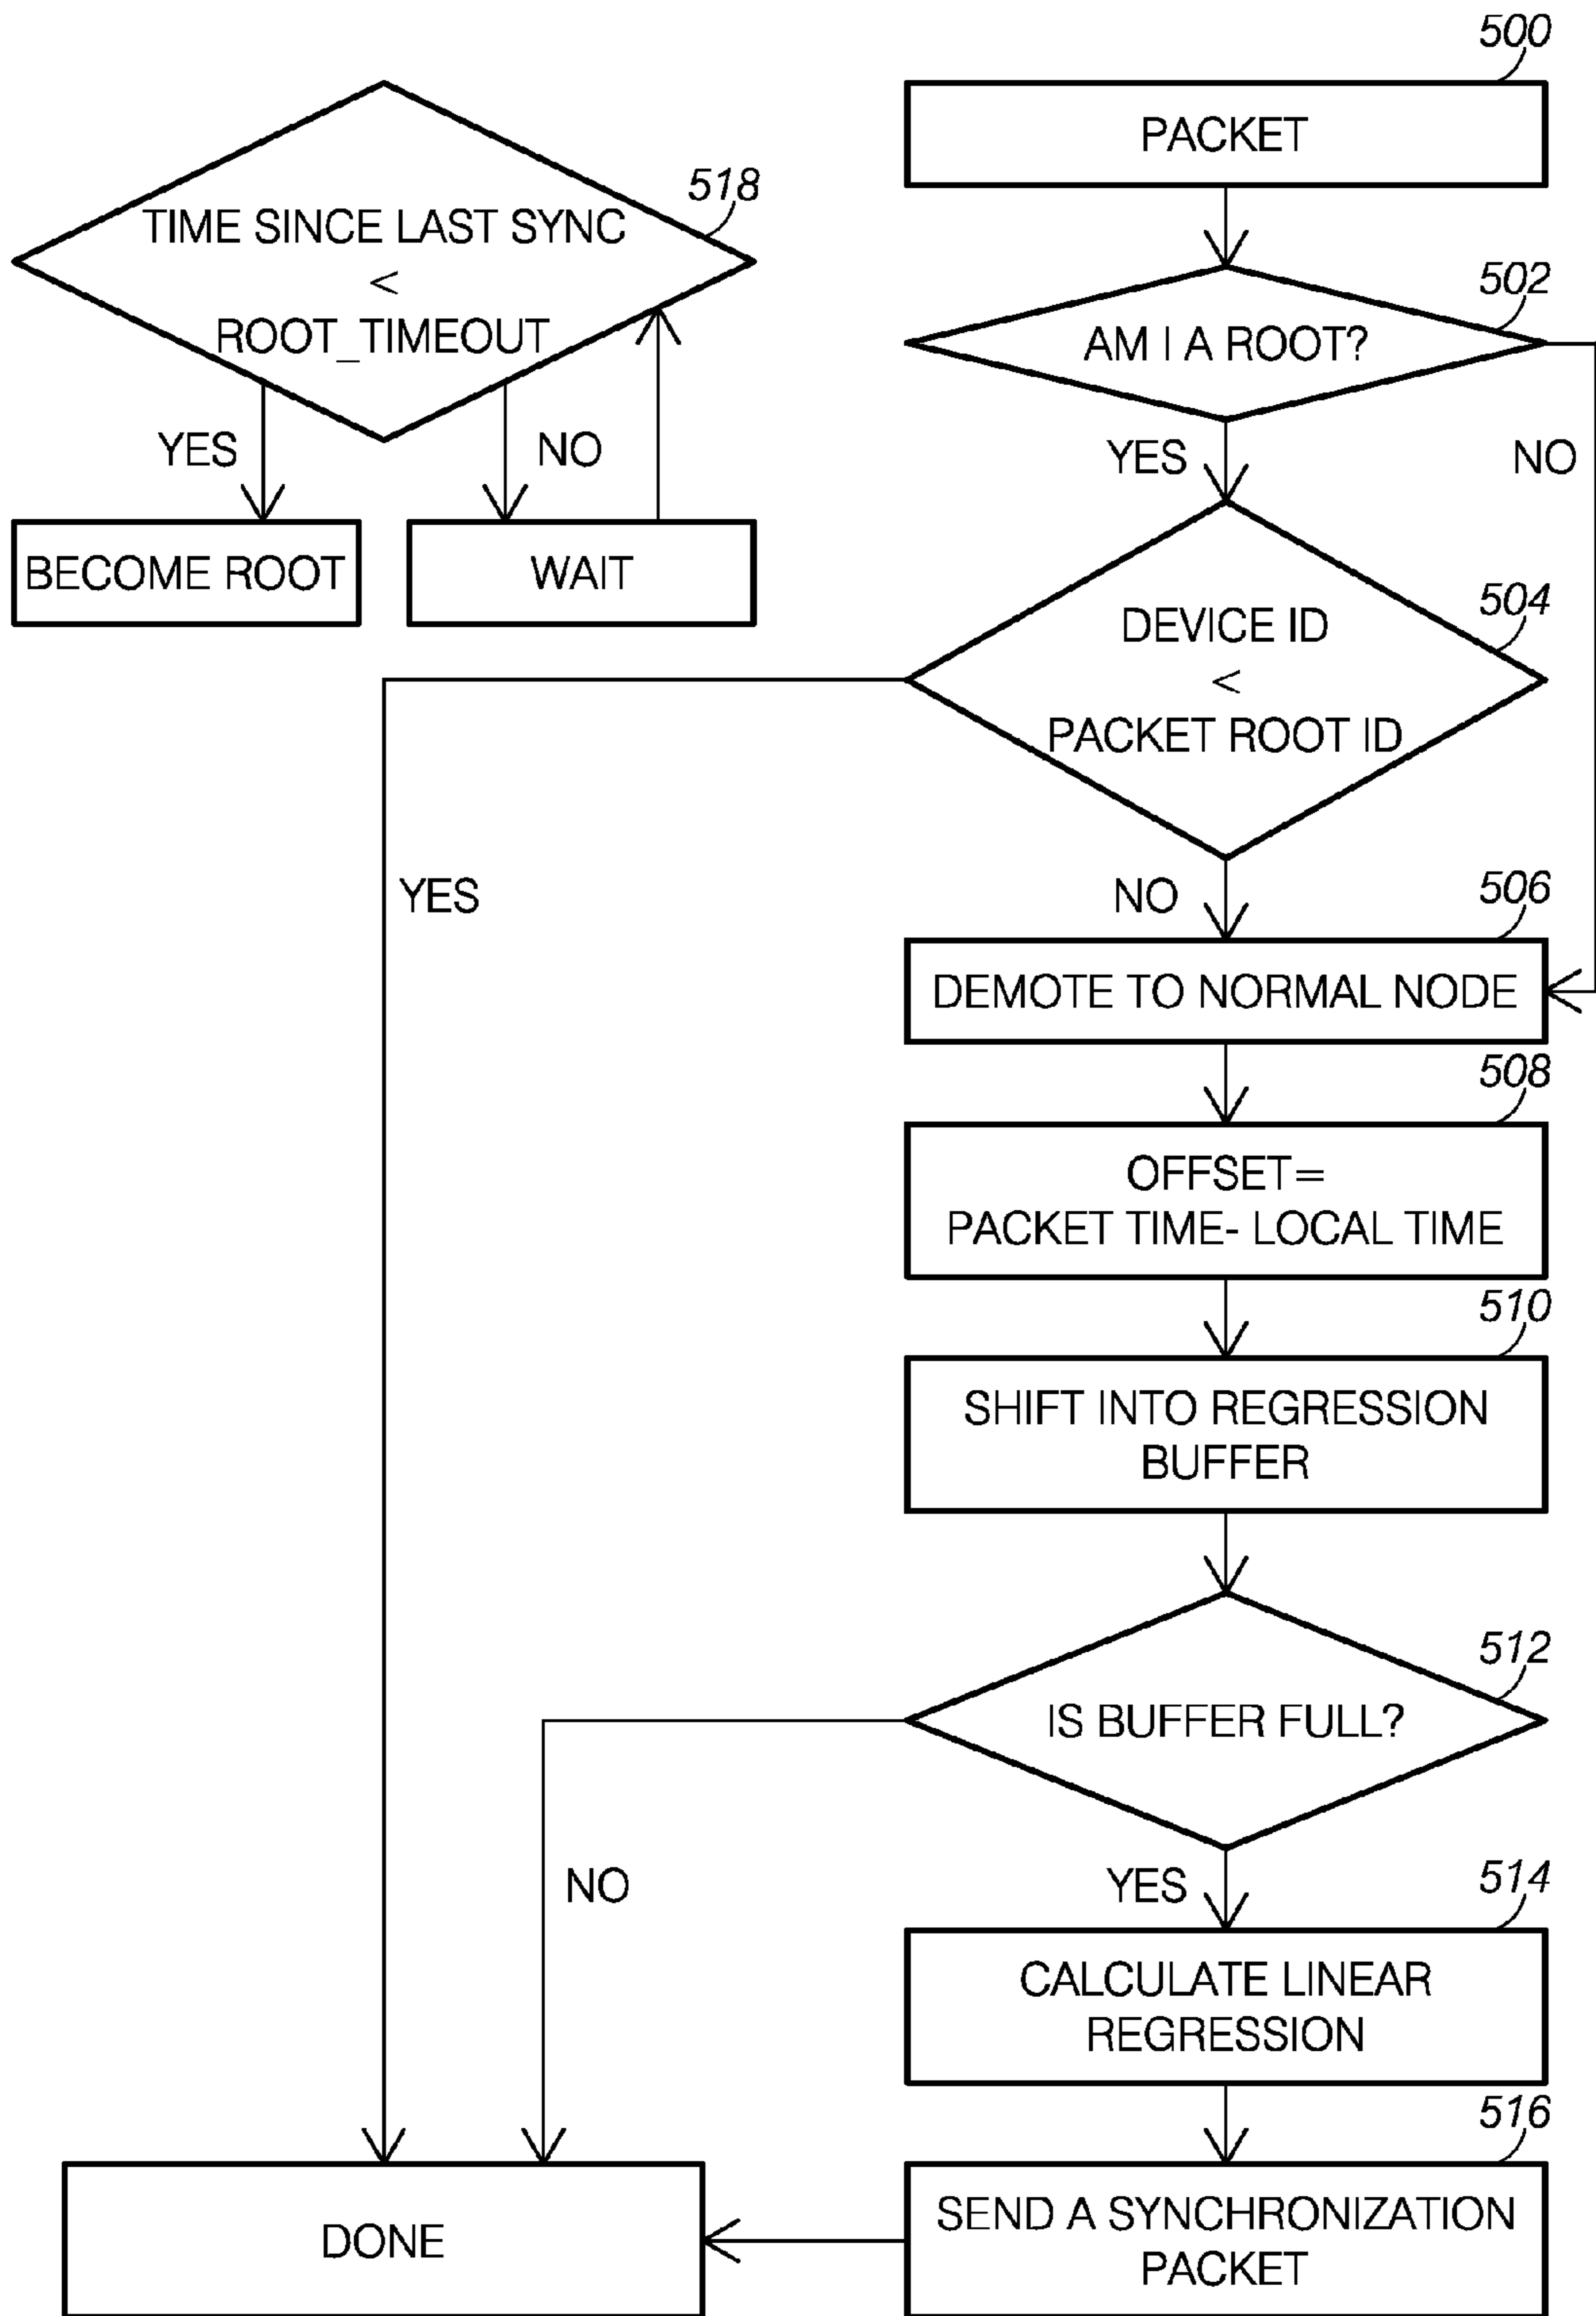 500
PACKET
518
TIME SINCE LAST SYNC
<
ROOT_TIMEOUT
502
AM I A ROOT?
YES
NO
YES
NO
BECOME ROOT
WAIT
504
DEVICE ID
<
PACKET ROOT ID
YES
NO
506
DEMOTE TO NORMAL NODE
508
OFFSET=
PACKET TIME- LOCAL TIME
510
SHIFT INTO REGRESSION
BUFFER
512
IS BUFFER FULL?
NO
YES
514
CALCULATE LINEAR
REGRESSION
516
SEND A SYNCHRONIZATION
PACKET
DONE